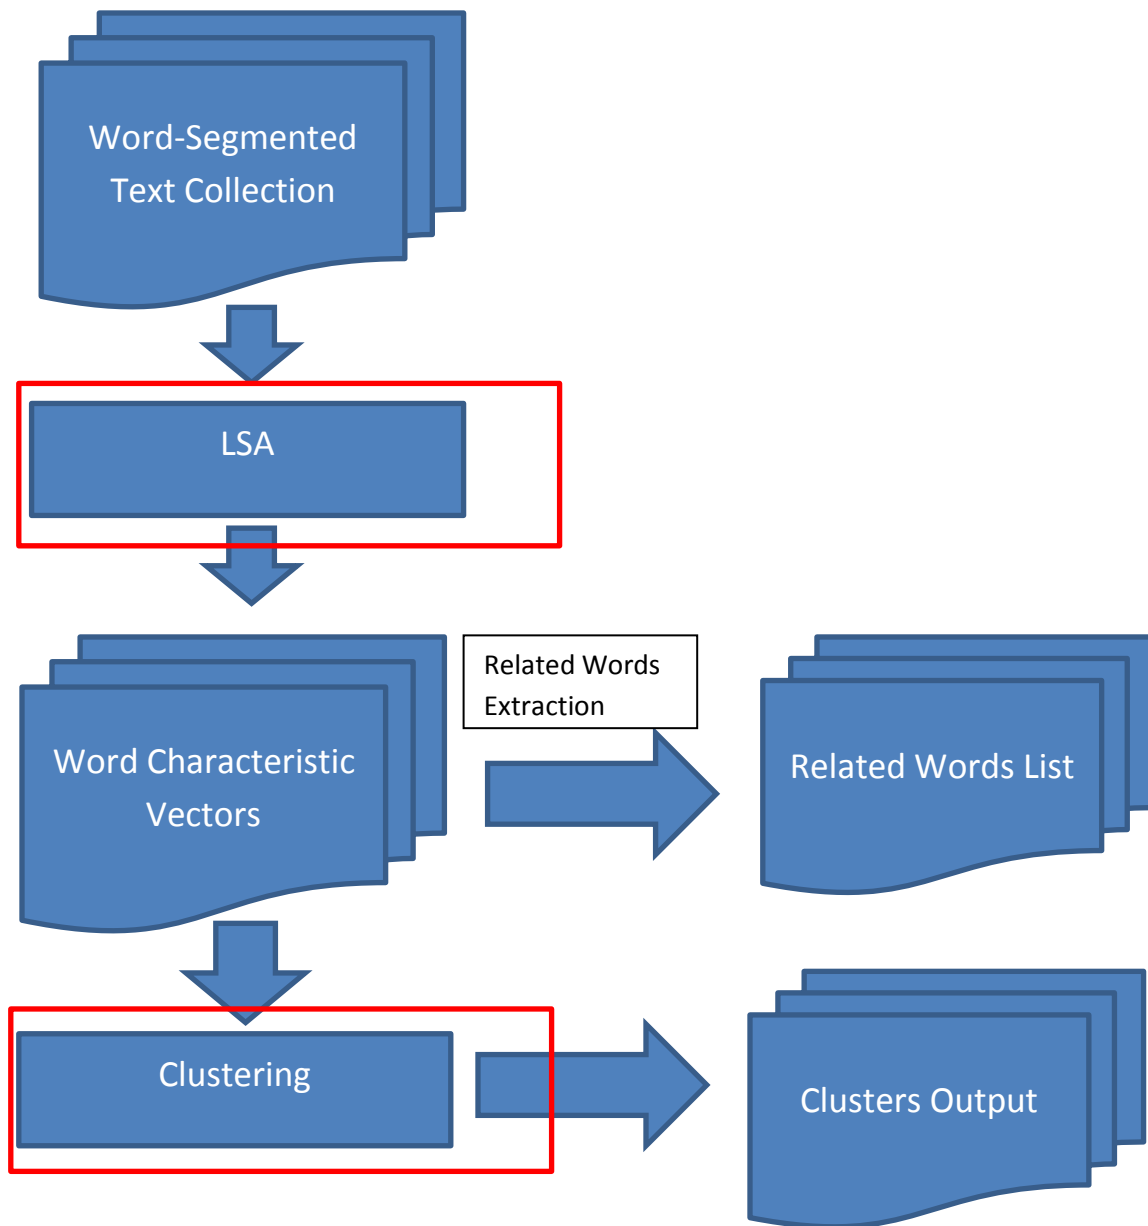 Word-Segmented
Text Collection
LSA
Related Words
Extraction
Word Characteristic
Vectors
Related Words List
Clustering
Clusters Output